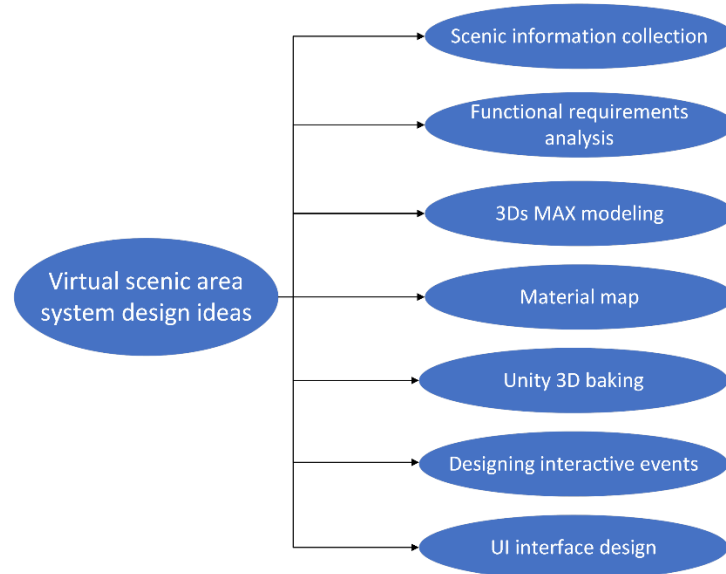 Scenic information collection
Functional requirements
analysis
3Ds MAX modeling
Virtual scenic area
system design ideas
Material map
Unity 3D baking
Designing interactive events
UI interface design